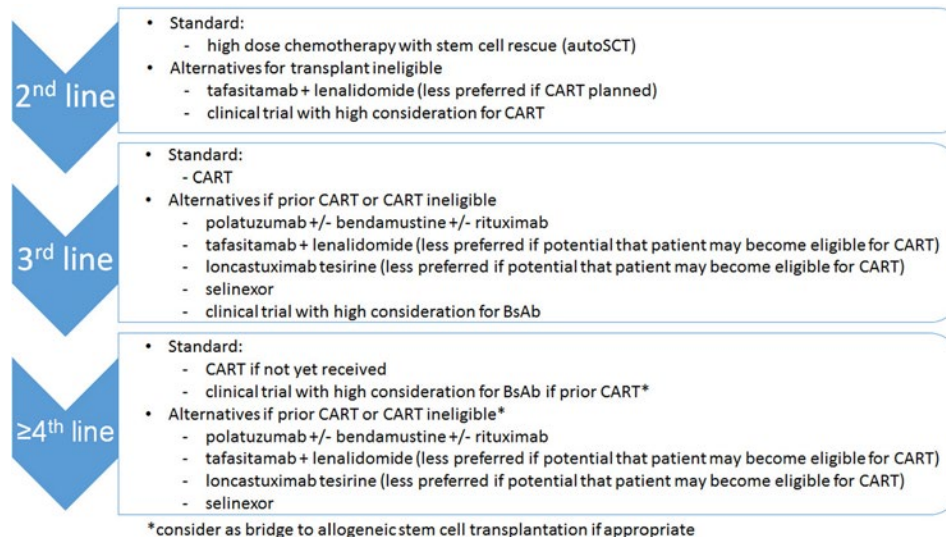 2nd line
• Standard:
- high dose chemotherapy with stem cell rescue (autoSCT)
• Alternatives for transplant ineligible
- tafasitamab + lenalidomide (less preferred if CART planned)
- clinical trial with high consideration for CART
3rd line
• Standard:
- CART
• Alternatives if prior CART or CART ineligible
- polatuzumab +/- bendamustine +/- rituximab
- tafasitamab + lenalidomide (less preferred if potential that patient may become eligible for CART)
- loncastuximab tesirine (less preferred if potential that patient may become eligible for CART)
- selinexor
- clinical trial with high consideration for BsAb
≥4th line
• Standard:
- CART if not yet received
- clinical trial with high consideration for BsAb if prior CART*
• Alternatives if prior CART or CART ineligible*
- polatuzumab +/- bendamustine +/- rituximab
- tafasitamab + lenalidomide (less preferred if potential that patient may become eligible for CART)
- loncastuximab tesirine (less preferred if potential that patient may become eligible for CART)
- selinexor
*consider as bridge to allogeneic stem cell transplantation if appropriate